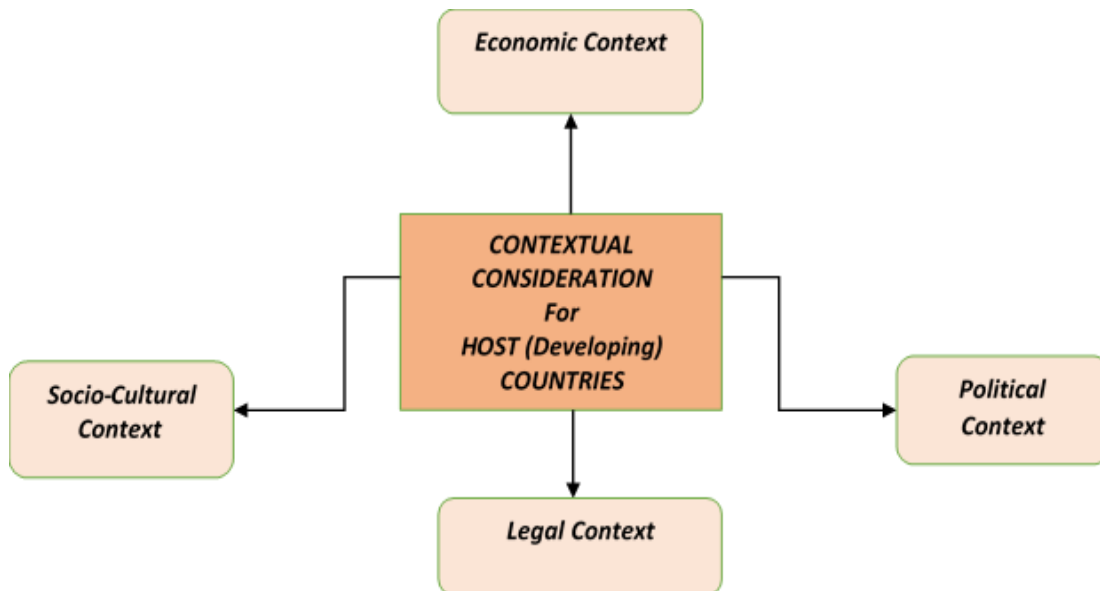 Economic Context
CONTEXTUAL
CONSIDERATION
For
HOST (Developing)
COUNTRIES
Socio-Cultural
Context
Political
Context
Legal Context